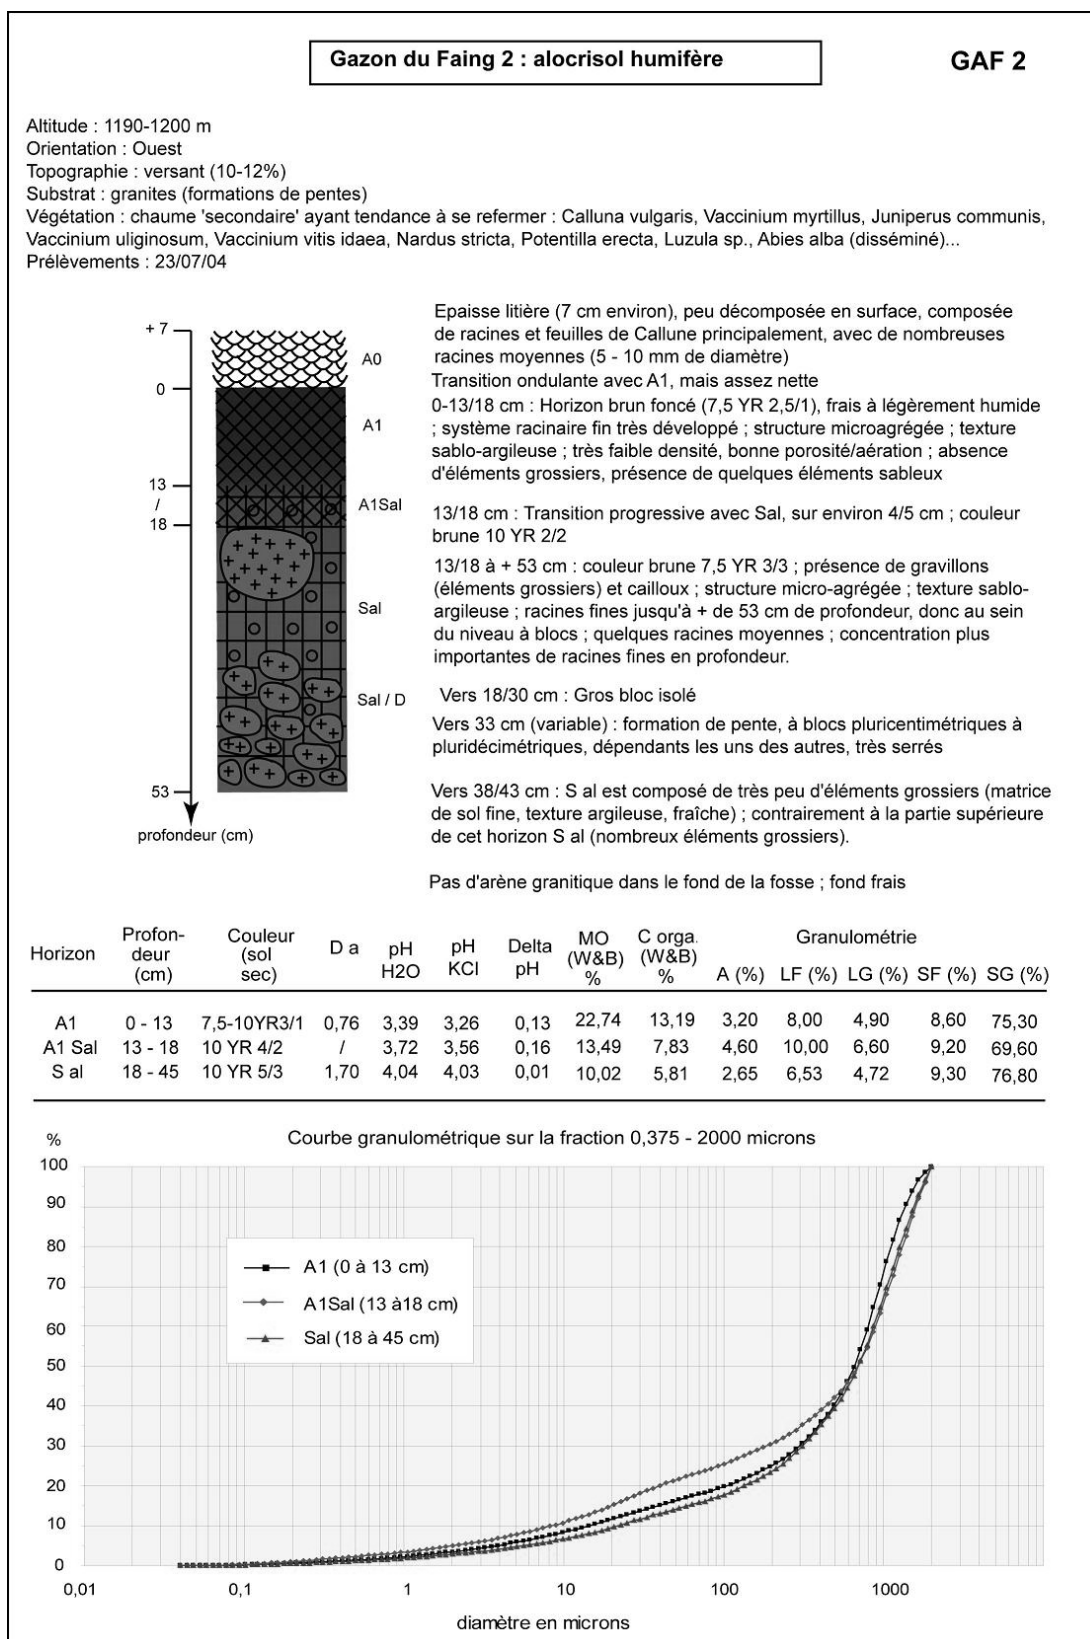 Gazon du Faing 2 : alocrisol humifère
GAF 2
Altitude : 1190-1200 m
Orientation : Ouest
Topographie : versant (10-12%)
Substrat : granites (formations de pentes)
Végétation : chaume 'secondaire' ayant tendance à se refermer : Calluna vulgaris, Vaccinium myrtillus, Juniperus communis,
Vaccinium uliginosum, Vaccinium vitis idaea, Nardus stricta, Potentilla erecta, Luzula sp., Abies alba (disséminé)...
Prélèvements : 23/07/04
+ 7
0
13
/
18
53
profondeur (cm)
A0
A1
A1Sal
Sal
Sal / D
Epaisse litière (7 cm environ), peu décomposée en surface, composée
de racines et feuilles de Callune principalement, avec de nombreuses
racines moyennes (5 - 10 mm de diamètre)
Transition ondulante avec A1, mais assez nette
0-13/18 cm : Horizon brun foncé (7,5 YR 2,5/1), frais à légèrement humide
; système racinaire fin très développé ; structure microagrégée ; texture
sablo-argileuse ; très faible densité, bonne porosité/aération ; absence
d'éléments grossiers, présence de quelques éléments sableux
13/18 cm : Transition progressive avec Sal, sur environ 4/5 cm ; couleur
brune 10 YR 2/2
13/18 à + 53 cm : couleur brune 7,5 YR 3/3 ; présence de gravillons
(éléments grossiers) et cailloux ; structure micro-agrégée ; texture sablo-
argileuse ; racines fines jusqu'à + de 53 cm de profondeur, donc au sein
du niveau à blocs ; quelques racines moyennes ; concentration plus
importantes de racines fines en profondeur.
Vers 18/30 cm : Gros bloc isolé
Vers 33 cm (variable) : formation de pente, à blocs pluricentimétriques à
pluridécimétriques, dépendants les uns des autres, très serrés
Vers 38/43 cm : S al est composé de très peu d'éléments grossiers (matrice
de sol fine, texture argileuse, fraîche) ; contrairement à la partie supérieure
de cet horizon S al (nombreux éléments grossiers).
Pas d'arène granitique dans le fond de la fosse ; fond frais
Horizon Profon-deur (cm) Couleur (sol sec) D a pH H2O pH KCl Delta pH MO (W&B) % C orga. (W&B) % Granulométrie A (%) LF (%) LG (%) SF (%) SG (%)
A1 0 - 13 7,5-10YR3/1 0,76 3,39 3,26 0,13 22,74 13,19 3,20 8,00 4,90 8,60 75,30
A1 Sal 13 - 18 10 YR 4/2 / 3,72 3,56 0,16 13,49 7,83 4,60 10,00 6,60 9,20 69,60
S al 18 - 45 10 YR 5/3 1,70 4,04 4,03 0,01 10,02 5,81 2,65 6,53 4,72 9,30 76,80
% Courbe granulométrique sur la fraction 0,375 - 2000 microns
100
90
80
70
60
50
40
30
20
10
0
A1 (0 à 13 cm)
A1Sal (13 à18 cm)
Sal (18 à 45 cm)
0,01 0,1 1 10 100 1000
diamètre en microns